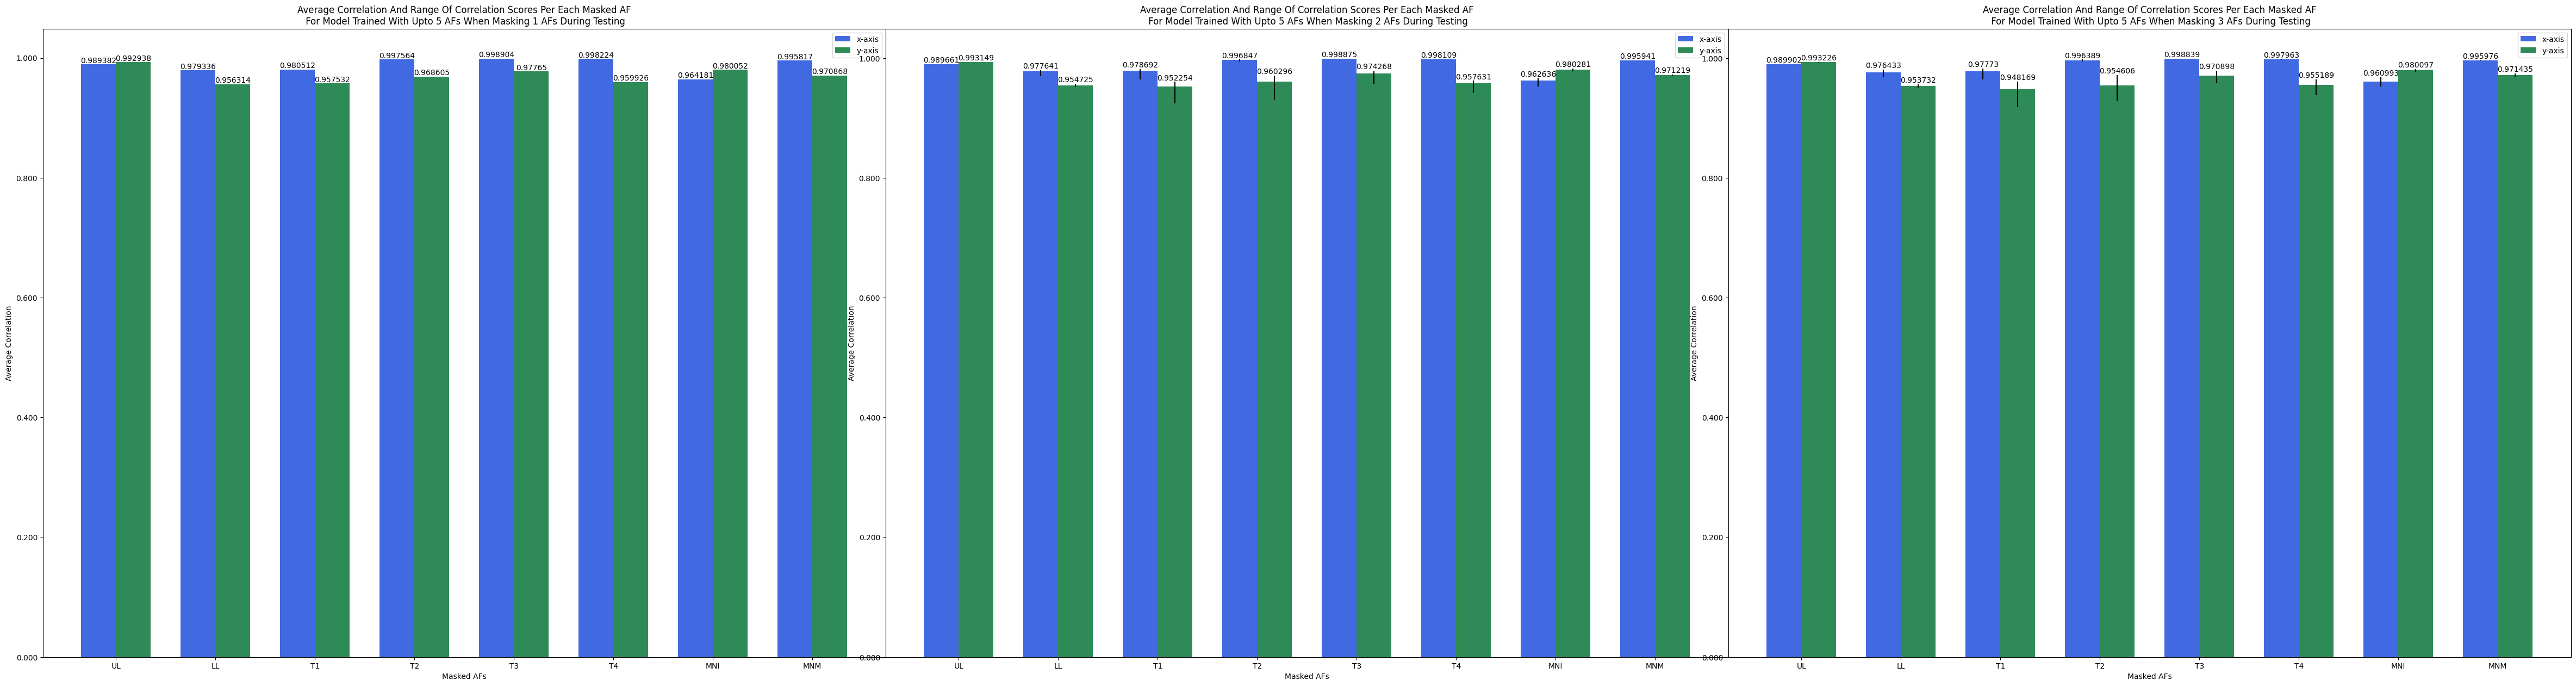 Average Correlation And Range Of Correlation Scores Per Each Masked AF
For Model Trained With Upto 5 AFs When Masking 1 AFs During Testing
x-axis
y-axis
Average Correlation
1.000
0.800
0.600
0.400
0.200
0.000
0.989382 0.992938
0.979336 0.956314
0.980512 0.957532
0.997564 0.968605
0.998904 0.97765
0.998224 0.959926
0.964181 0.980052
0.995817 0.970868
UL LL T1 T2 T3 T4 MNI MNM
Masked AFs
Average Correlation And Range Of Correlation Scores Per Each Masked AF
For Model Trained With Upto 5 AFs When Masking 2 AFs During Testing
x-axis
y-axis
Average Correlation
1.000
0.800
0.600
0.400
0.200
0.000
0.989661 0.993149
0.977641 0.954725
0.978692 0.952254
0.996847 0.960296
0.998875 0.974268
0.998109 0.957631
0.962636 0.980281
0.995941 0.971219
UL LL T1 T2 T3 T4 MNI MNM
Masked AFs
Average Correlation And Range Of Correlation Scores Per Each Masked AF
For Model Trained With Upto 5 AFs When Masking 3 AFs During Testing
x-axis
y-axis
Average Correlation
1.000
0.800
0.600
0.400
0.200
0.000
0.989902 0.993226
0.976433 0.953732
0.97773 0.948169
0.996389 0.954606
0.998839 0.970898
0.997963 0.955189
0.960993 0.980097
0.995976 0.971435
UL LL T1 T2 T3 T4 MNI MNM
Masked AFs